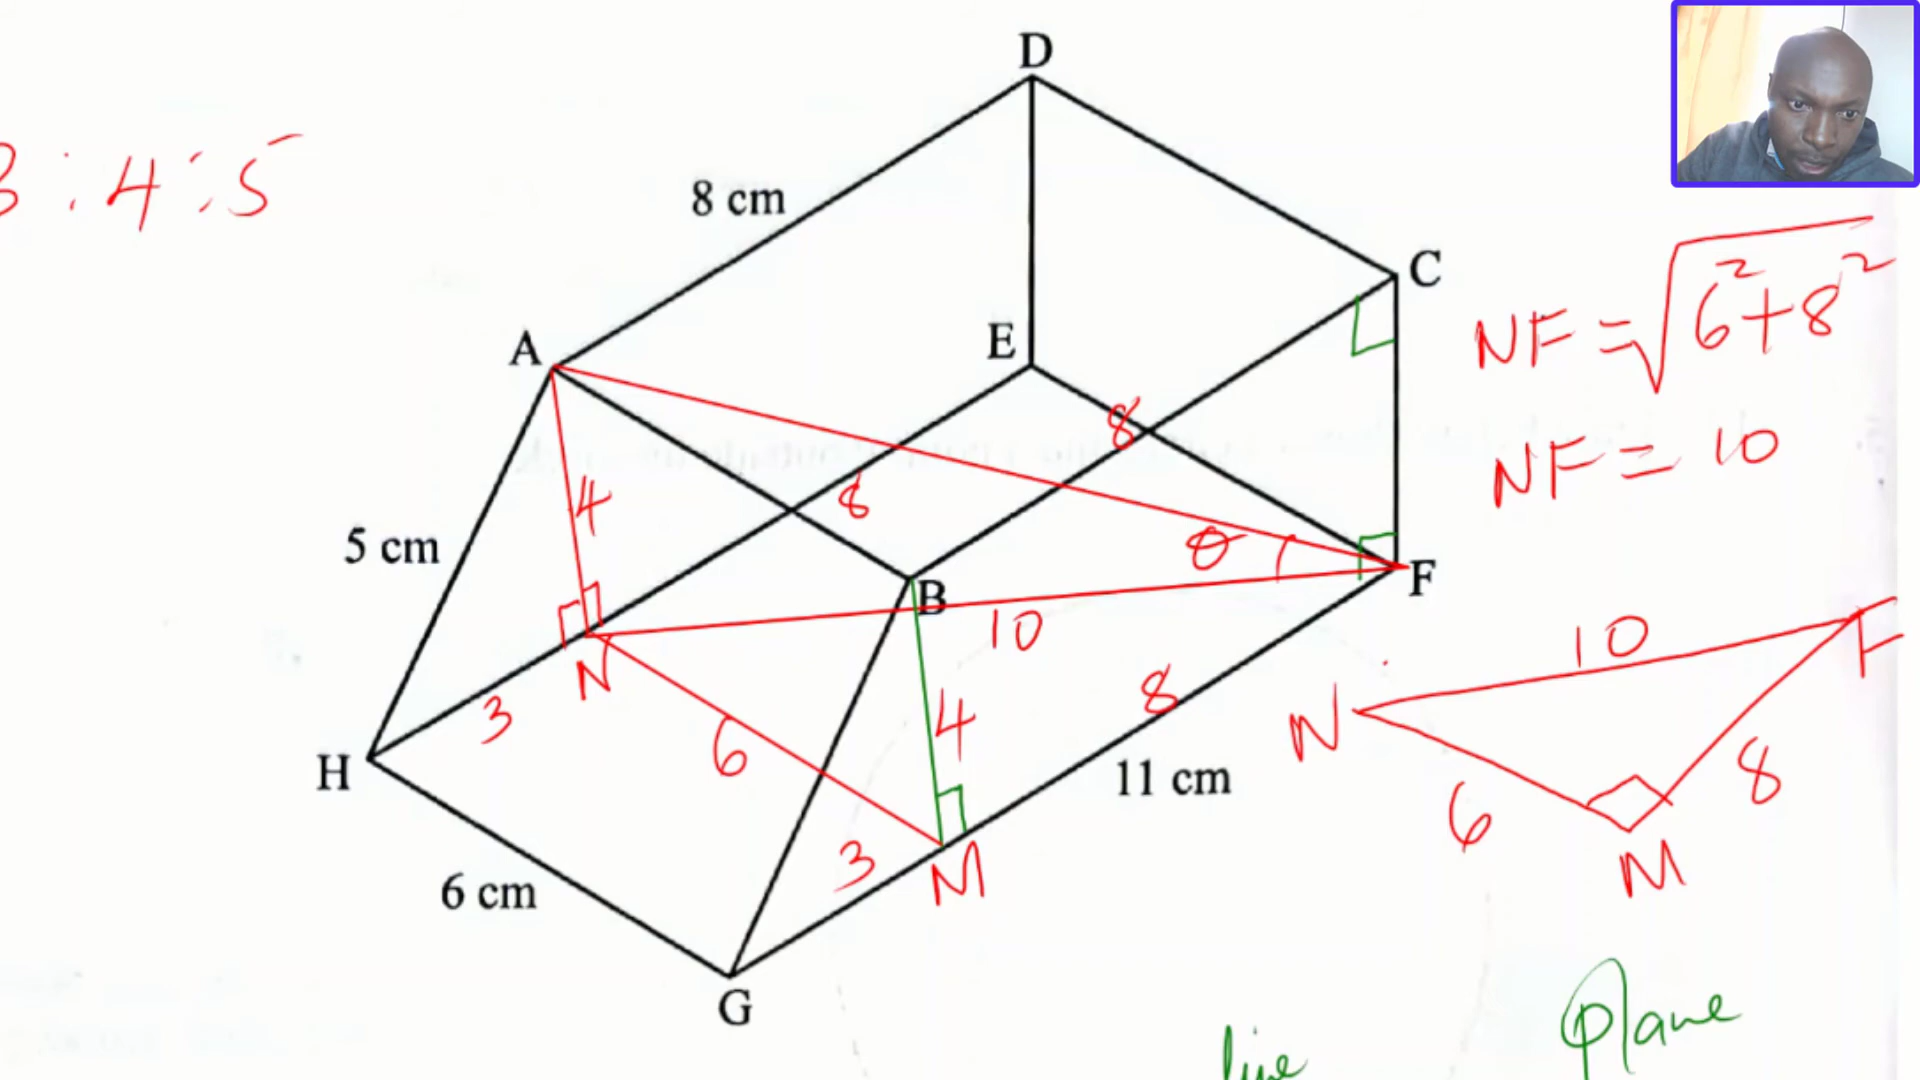 D
3 : 4 : 5
8 cm
C
NF = √6²+8²
A
E
8
NF = 10
4
8
5 cm
θ
F
B
10
10
F
N
8
N
3
4
6
11 cm
6
8
H
3
M
M
6 cm
G
plane
line